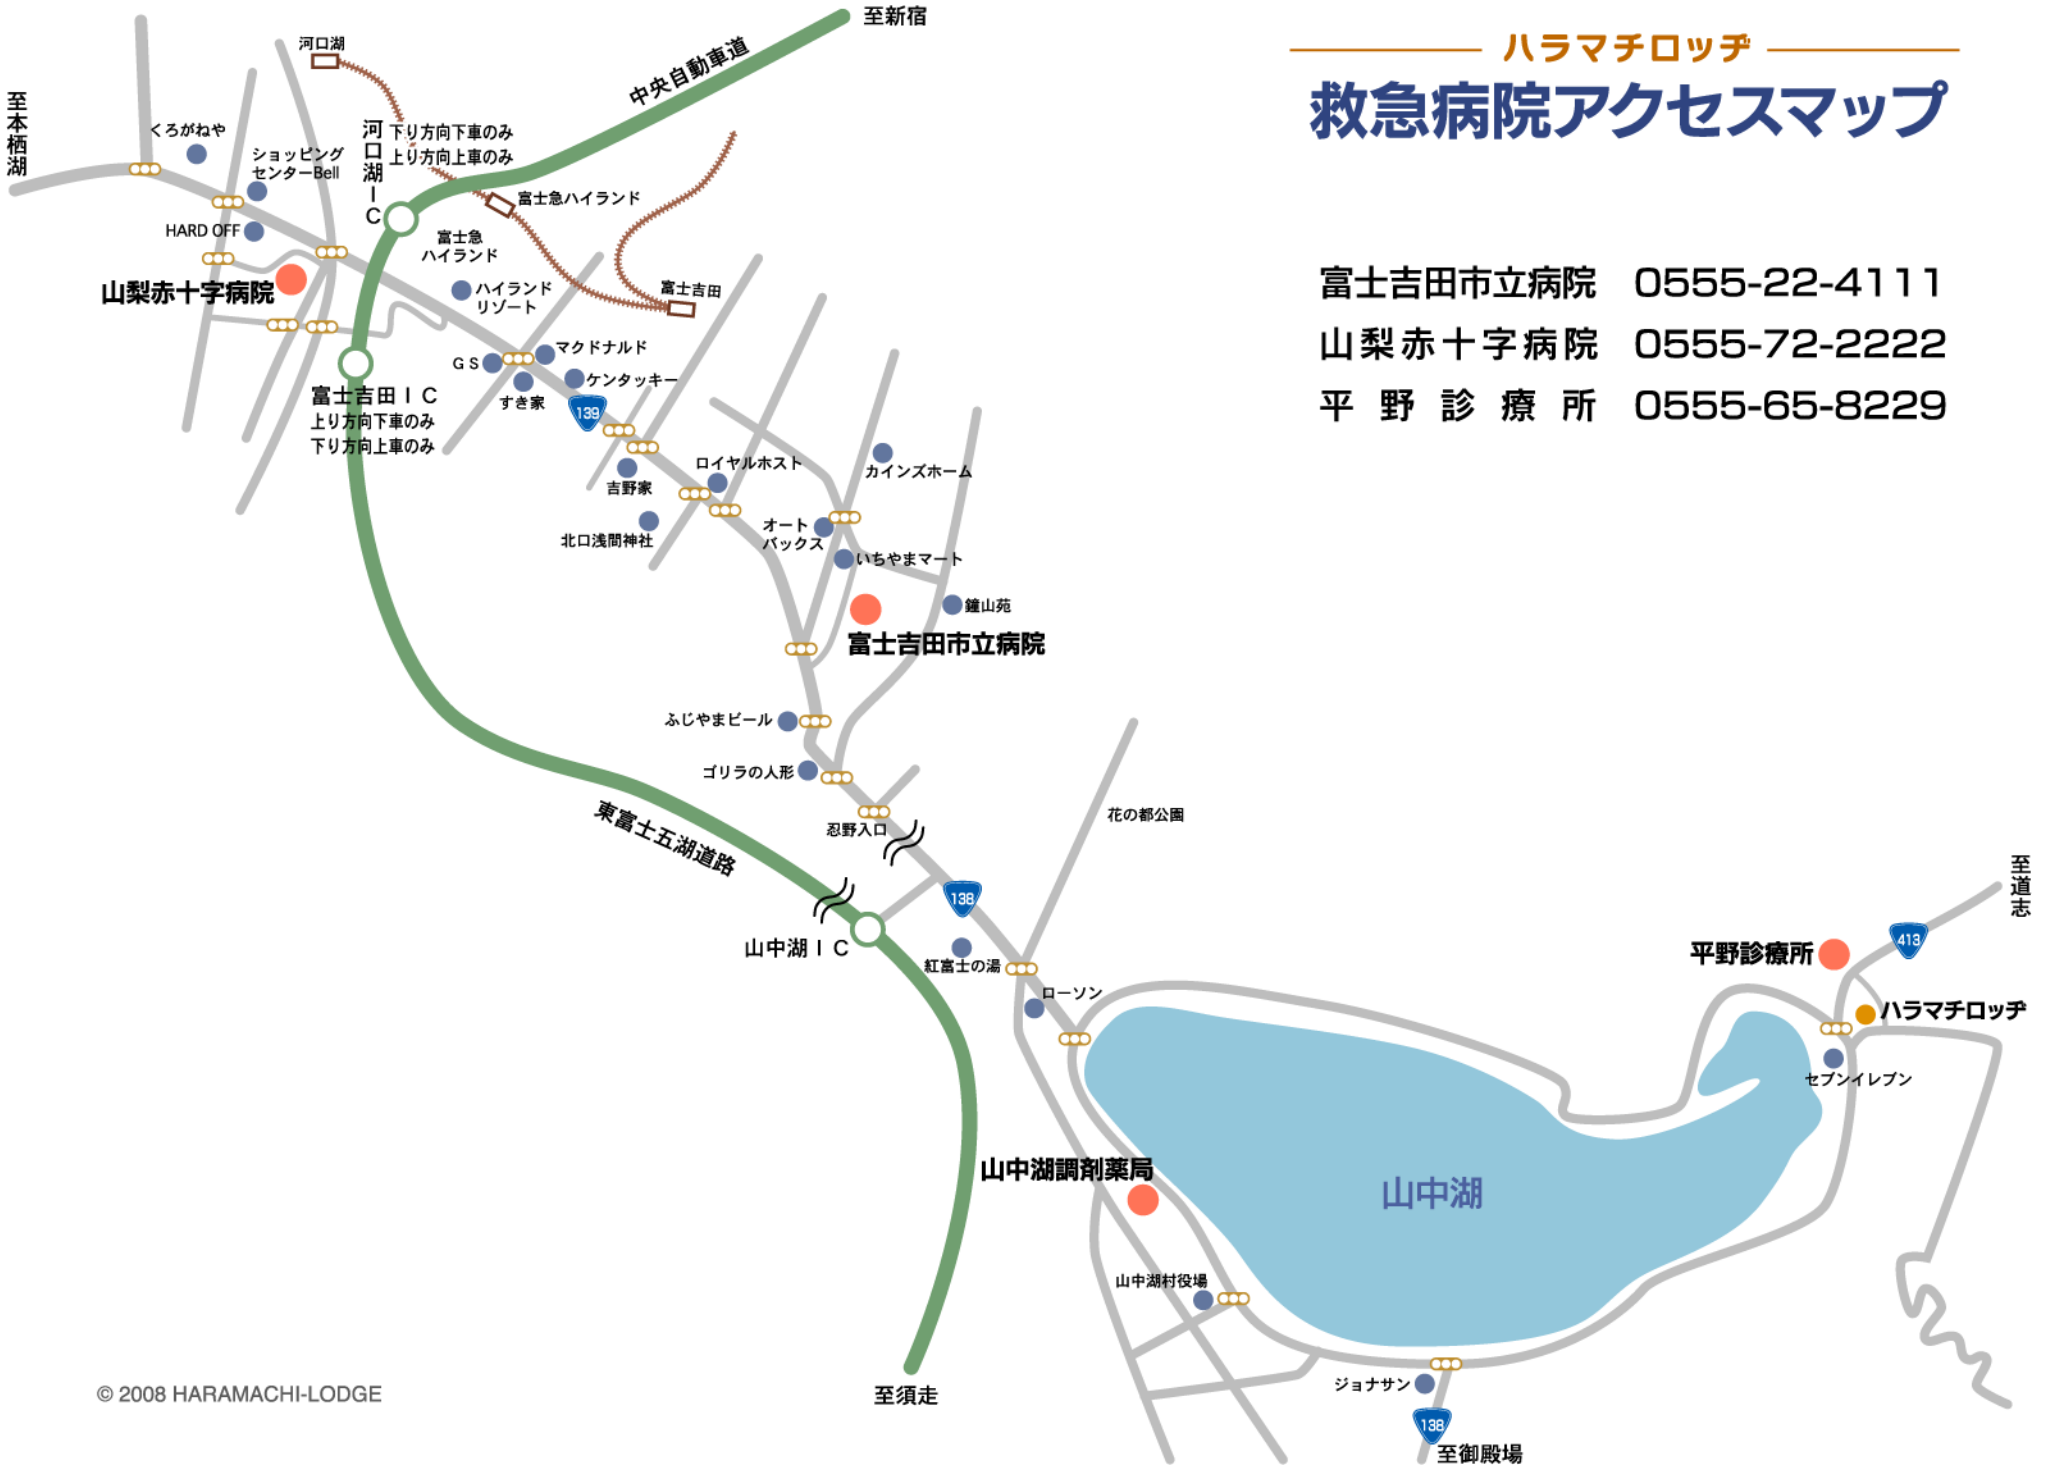 ハラマチロッヂ
救急病院アクセスマップ
富士吉田市立病院 0555-22-4111
山梨赤十字病院 0555-72-2222
平野診療所 0555-65-8229
至新宿
中央自動車道
河口湖
至本栖湖
くろがねや
ショッピング
センターBell
HARD OFF
山梨赤十字病院
河口湖IC
下り方向下車のみ
上り方向上車のみ
富士急ハイランド
富士急
ハイランド
ハイランド
リゾート
富士吉田
富士吉田IC
上り方向下車のみ
下り方向上車のみ
GS
マクドナルド
すき家
ケンタッキー
139
吉野家
北口浅間神社
ロイヤルホスト
カインズホーム
オート
バックス
いちやまマート
鐘山苑
富士吉田市立病院
ふじやまビール
ゴリラの人形
忍野入口
東富士五湖道路
山中湖IC
138
紅富士の湯
花の都公園
ローソン
至道志
413
平野診療所
ハラマチロッヂ
セブンイレブン
山中湖調剤薬局
山中湖
山中湖村役場
ジョナサン
138
至御殿場
至須走
© 2008 HARAMACHI-LODGE